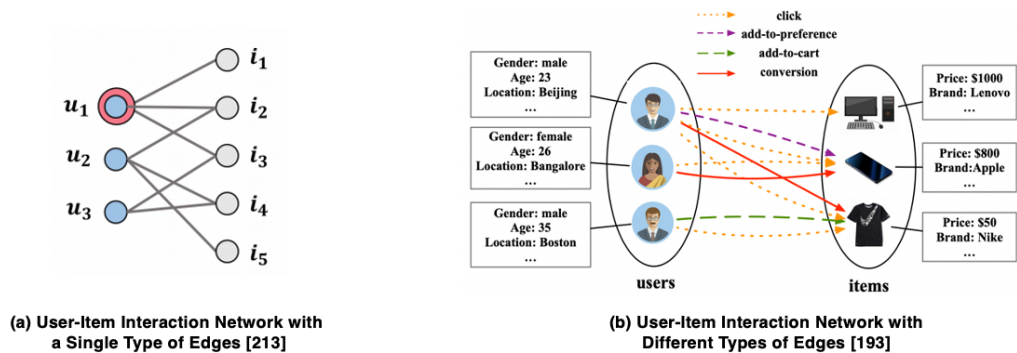 u1
u2
u3
i1
i2
i3
i4
i5
(a) User-Item Interaction Network with
a Single Type of Edges [213]
click
add-to-preference
add-to-cart
conversion
Gender: male
Age: 23
Location: Beijing
...
Gender: female
Age: 26
Location: Bangalore
...
Gender: male
Age: 35
Location: Boston
...
users
items
Price: $1000
Brand: Lenovo
...
Price: $800
Brand:Apple
...
Price: $50
Brand: Nike
...
(b) User-Item Interaction Network with
Different Types of Edges [193]